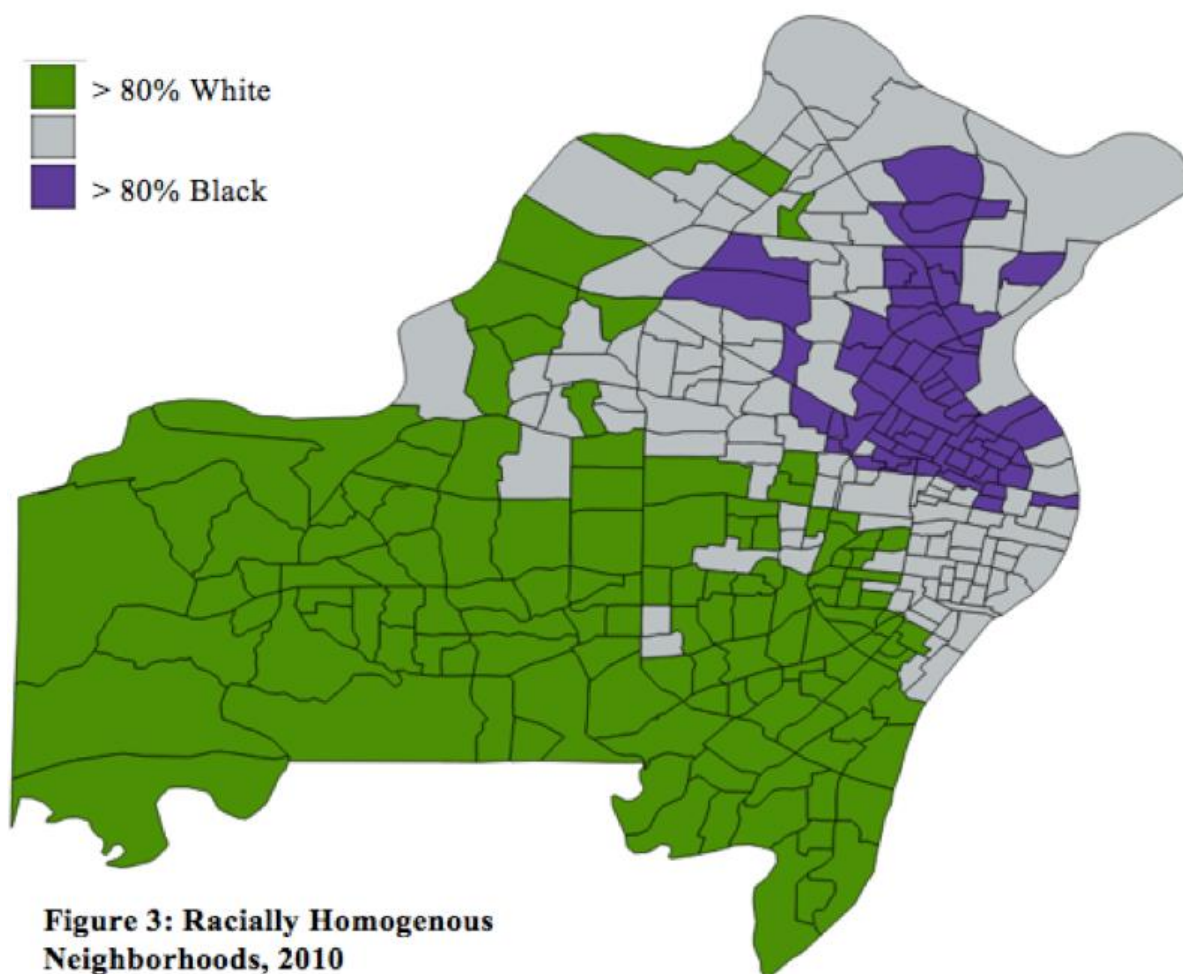 > 80% White
> 80% Black
Figure 3: Racially Homogenous
Neighborhoods, 2010